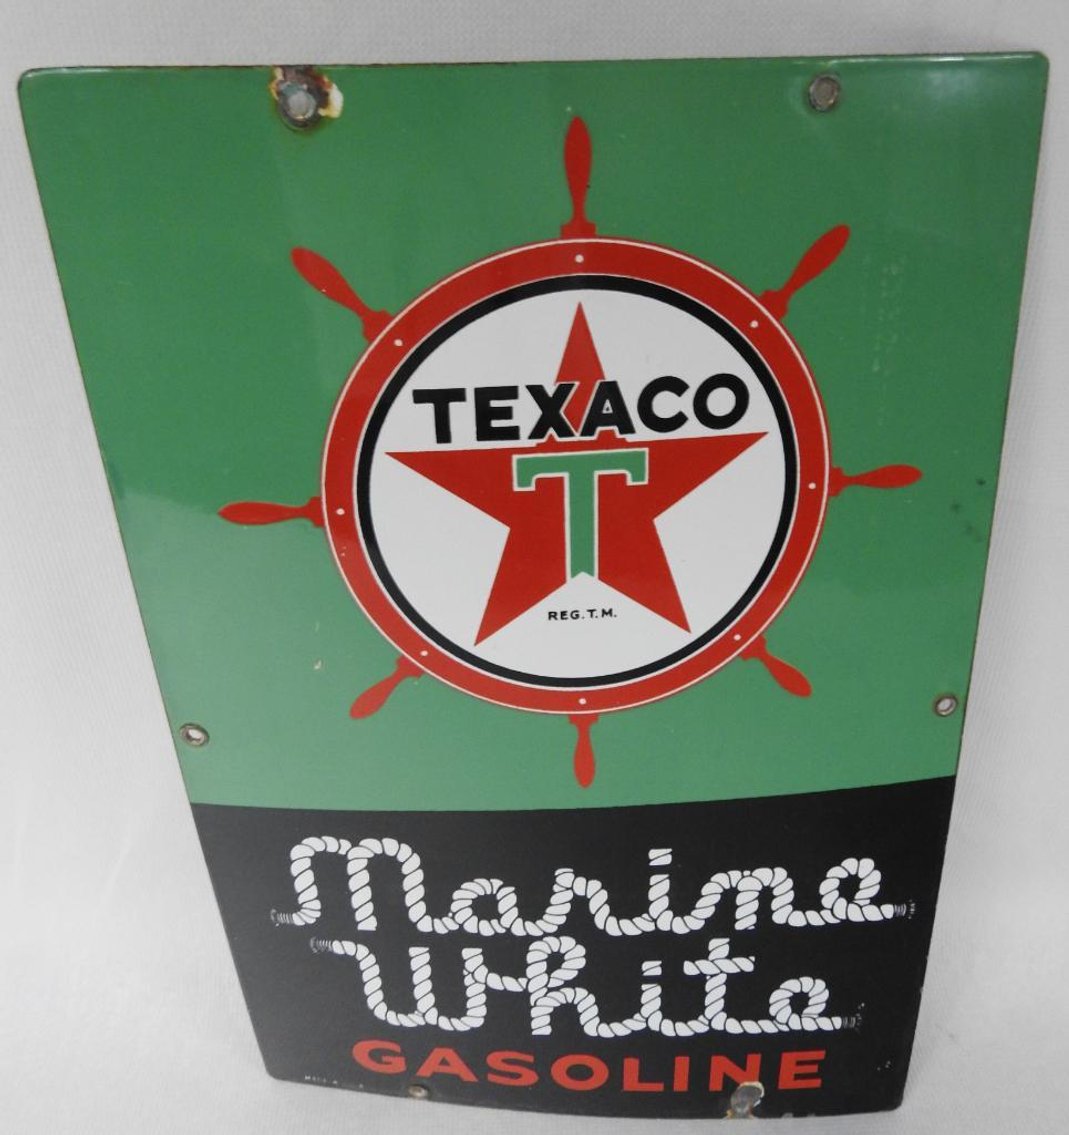 TEXACO
T
REG. T. M.
Marine
White
GASOLINE